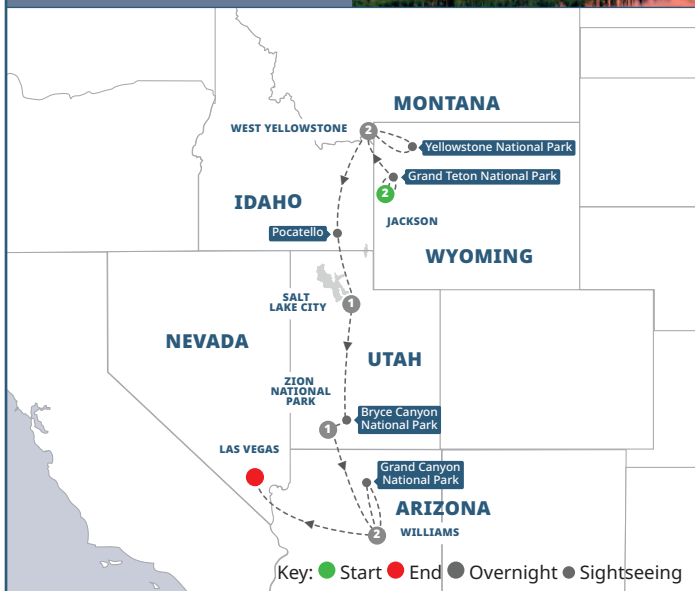 MONTANA
2
WEST YELLOWSTONE
Yellowstone National Park
Grand Teton National Park
2
IDAHO
JACKSON
Pocatello
WYOMING
SALT
LAKE CITY
1
NEVADA
UTAH
ZION
NATIONAL
PARK
Bryce Canyon
National Park
1
LAS VEGAS
Grand Canyon
National Park
ARIZONA
WILLIAMS
2
Key: Start End Overnight Sightseeing